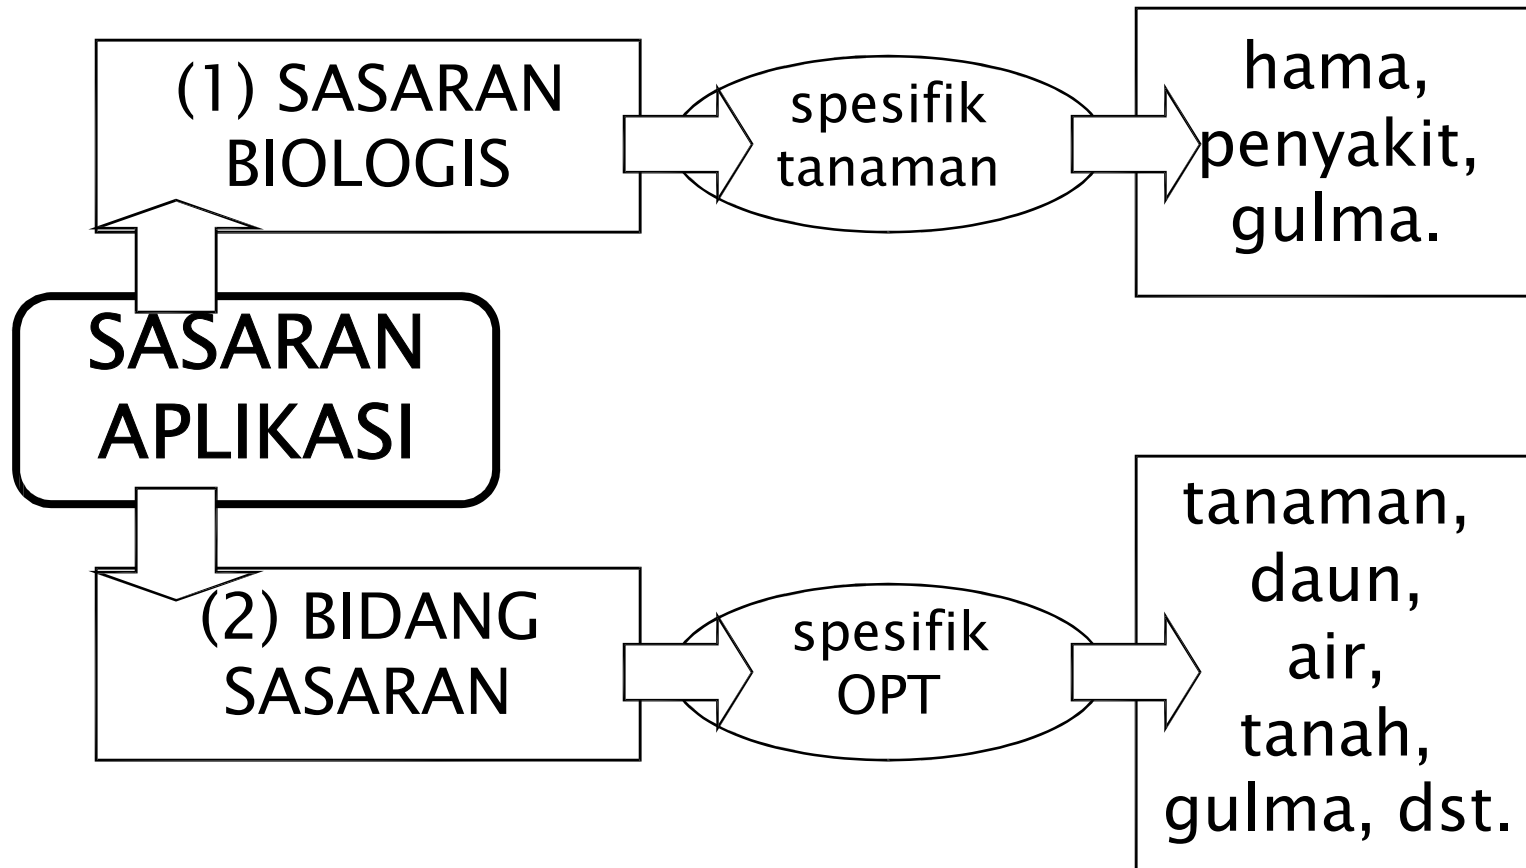 (1) SASARAN
BIOLOGIS
spesifik
tanaman
hama,
penyakit,
gulma.
SASARAN
APLIKASI
(2) BIDANG
SASARAN
spesifik
OPT
tanaman,
daun,
air,
tanah,
gulma, dst.